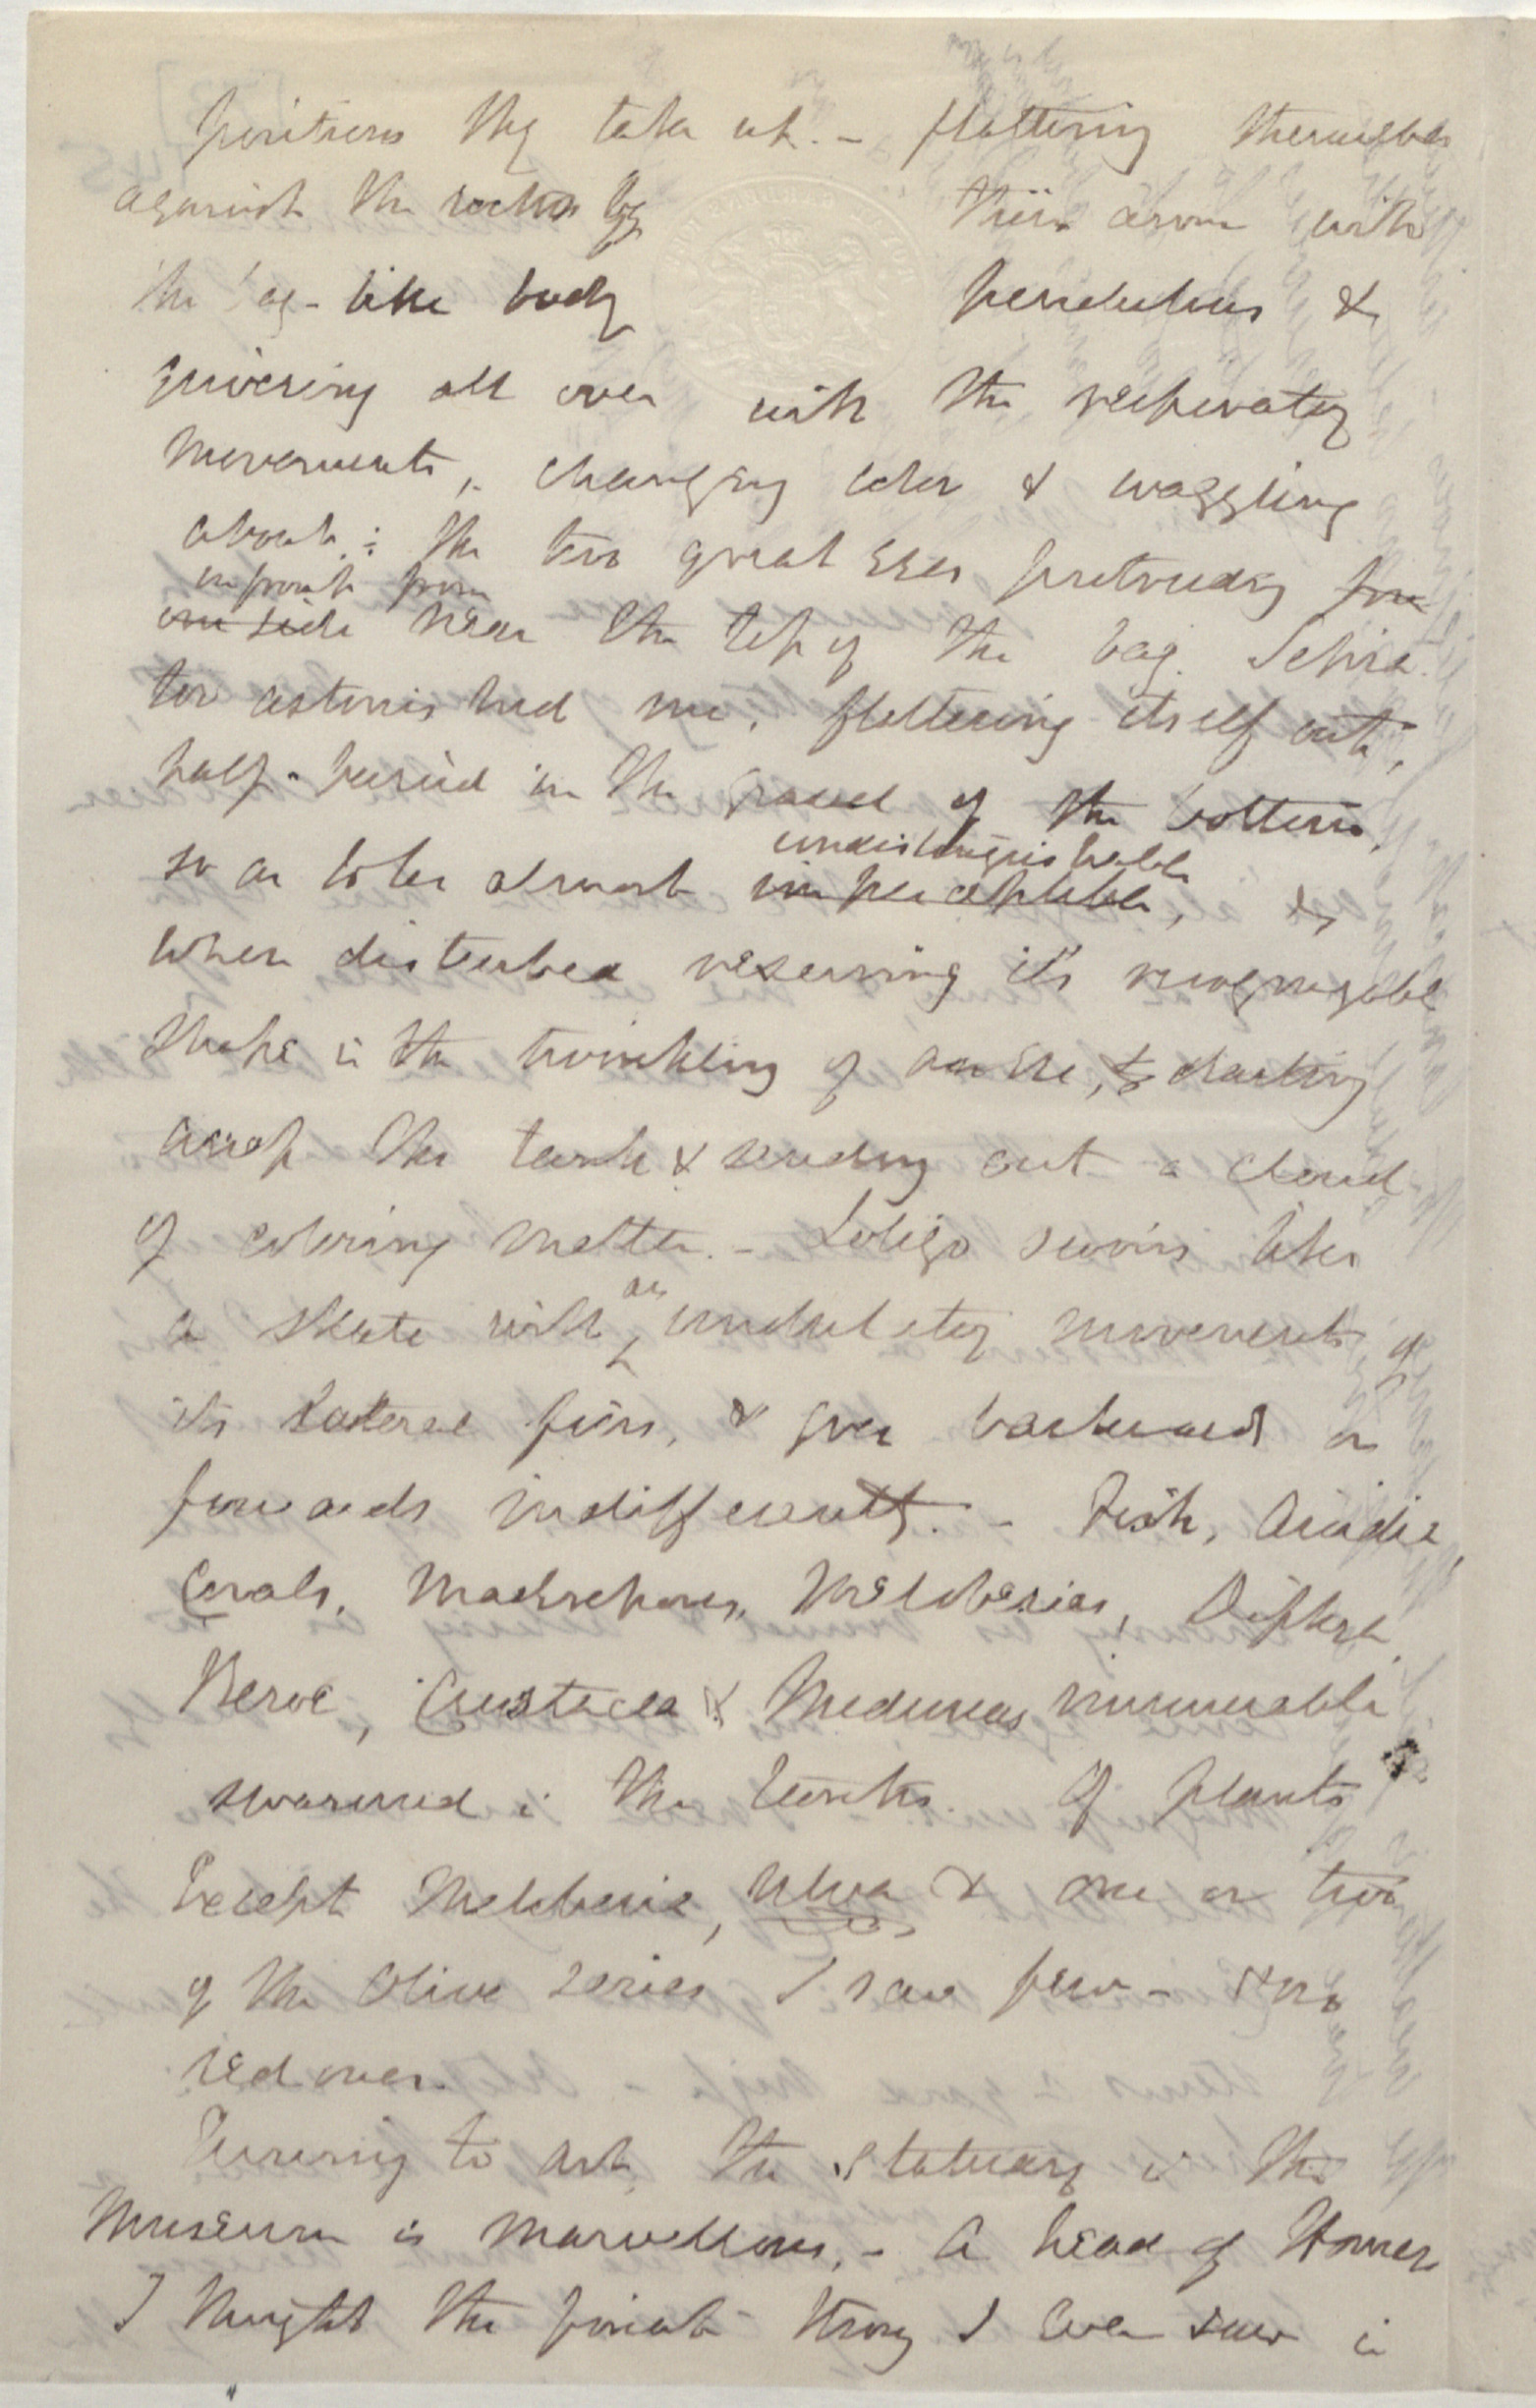 positions they take up. – flattening themselves
against the rocks by their arms with
the bag-like body pendulous &
quivering all over with the respiratory
movements, changing color & waggling
about: the two great eyes protruding from
in front from
one side near the top of the bag. Sepia
too astonished me, flattening itself out,
half-buried in the gravel of the bottom,
undistinguishable
so as to be almost imperceptible, &
when disturbed resuming its recognizable
shape in the twinkling of an eye, & darting
across the tank & sending out a cloud
of coloring matter. – Loligo swims like
an
a skate with undulatory movements of
its lateral fins, & goes backwards or
forwards indifferently. – Fish,
Corals, Madrepores, Melobesias,
Beroe, Crustacea & Medusas innumerable
swarmed in the tanks. Of plants
Except Melobesia, Ulva & one or two
of the Olive series I saw few – & no
red ones.
Turning to art, the statuary in the
Museum is marvellous. – A head of Homer
I thought the finest thing I ever saw in